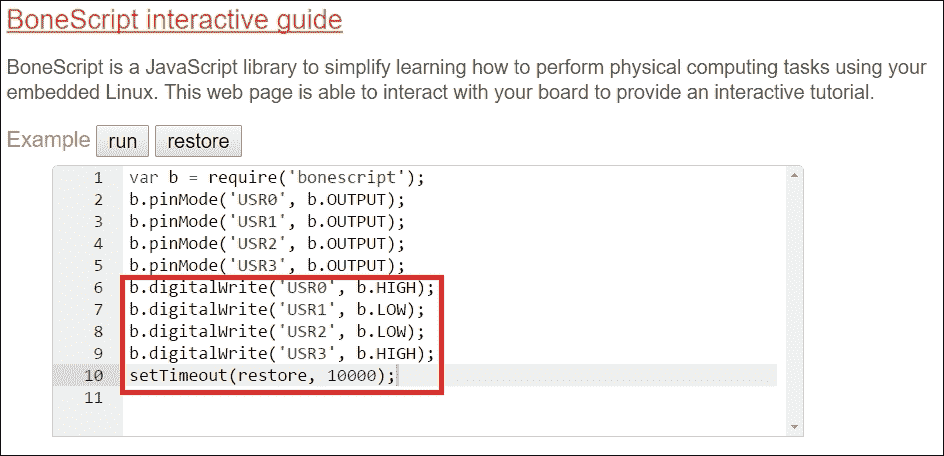 BoneScript interactive guide
BoneScript is a JavaScript library to simplify learning how to perform physical computing tasks using your
embedded Linux. This web page is able to interact with your board to provide an interactive tutorial.
Example run restore
1 var b = require('bonescript');
2 b.pinMode('USR0', b.OUTPUT);
3 b.pinMode('USR1', b.OUTPUT);
4 b.pinMode('USR2', b.OUTPUT);
5 b.pinMode('USR3', b.OUTPUT);
6 b.digitalWrite('USR0', b.HIGH);
7 b.digitalWrite('USR1', b.LOW);
8 b.digitalWrite('USR2', b.LOW);
9 b.digitalWrite('USR3', b.HIGH);
10 setTimeout(restore, 10000);
11